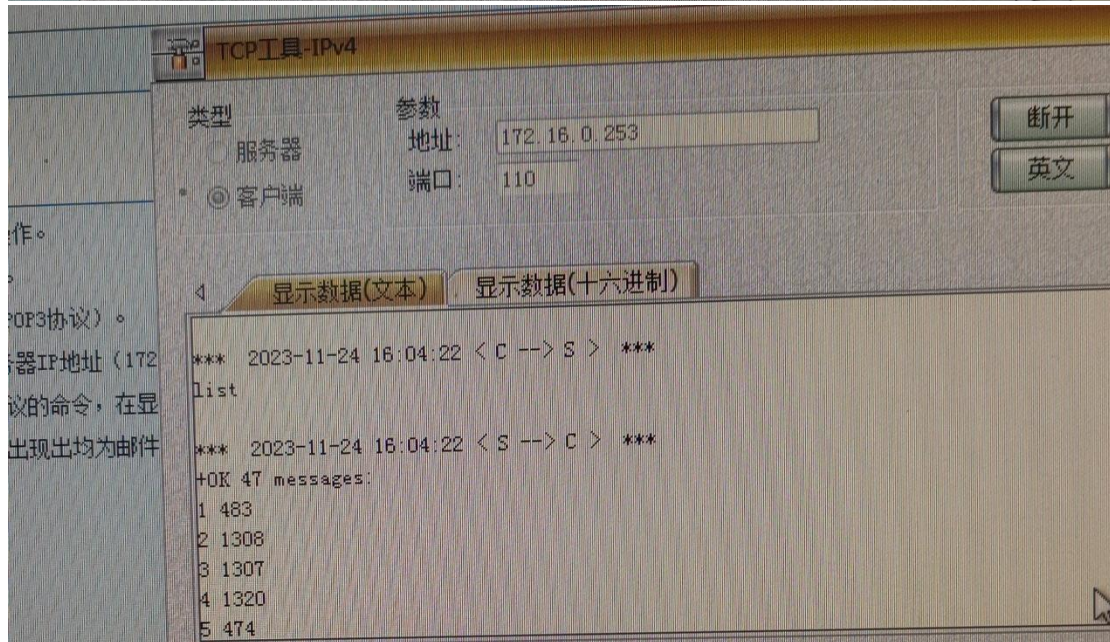 TCP工具-IPv4
类型
服务器
客户端
参数
地址: 172.16.0.253
端口: 110
断开
英文
作。
POP3协议）。
器IP地址（172
议的命令，在显
出现出均为邮件
显示数据(文本)
显示数据(十六进制)
*** 2023-11-24 16:04:22 < C --> S > ***
list
*** 2023-11-24 16:04:22 < S --> C > ***
+OK 47 messages:
1 483
2 1308
3 1307
4 1320
5 474